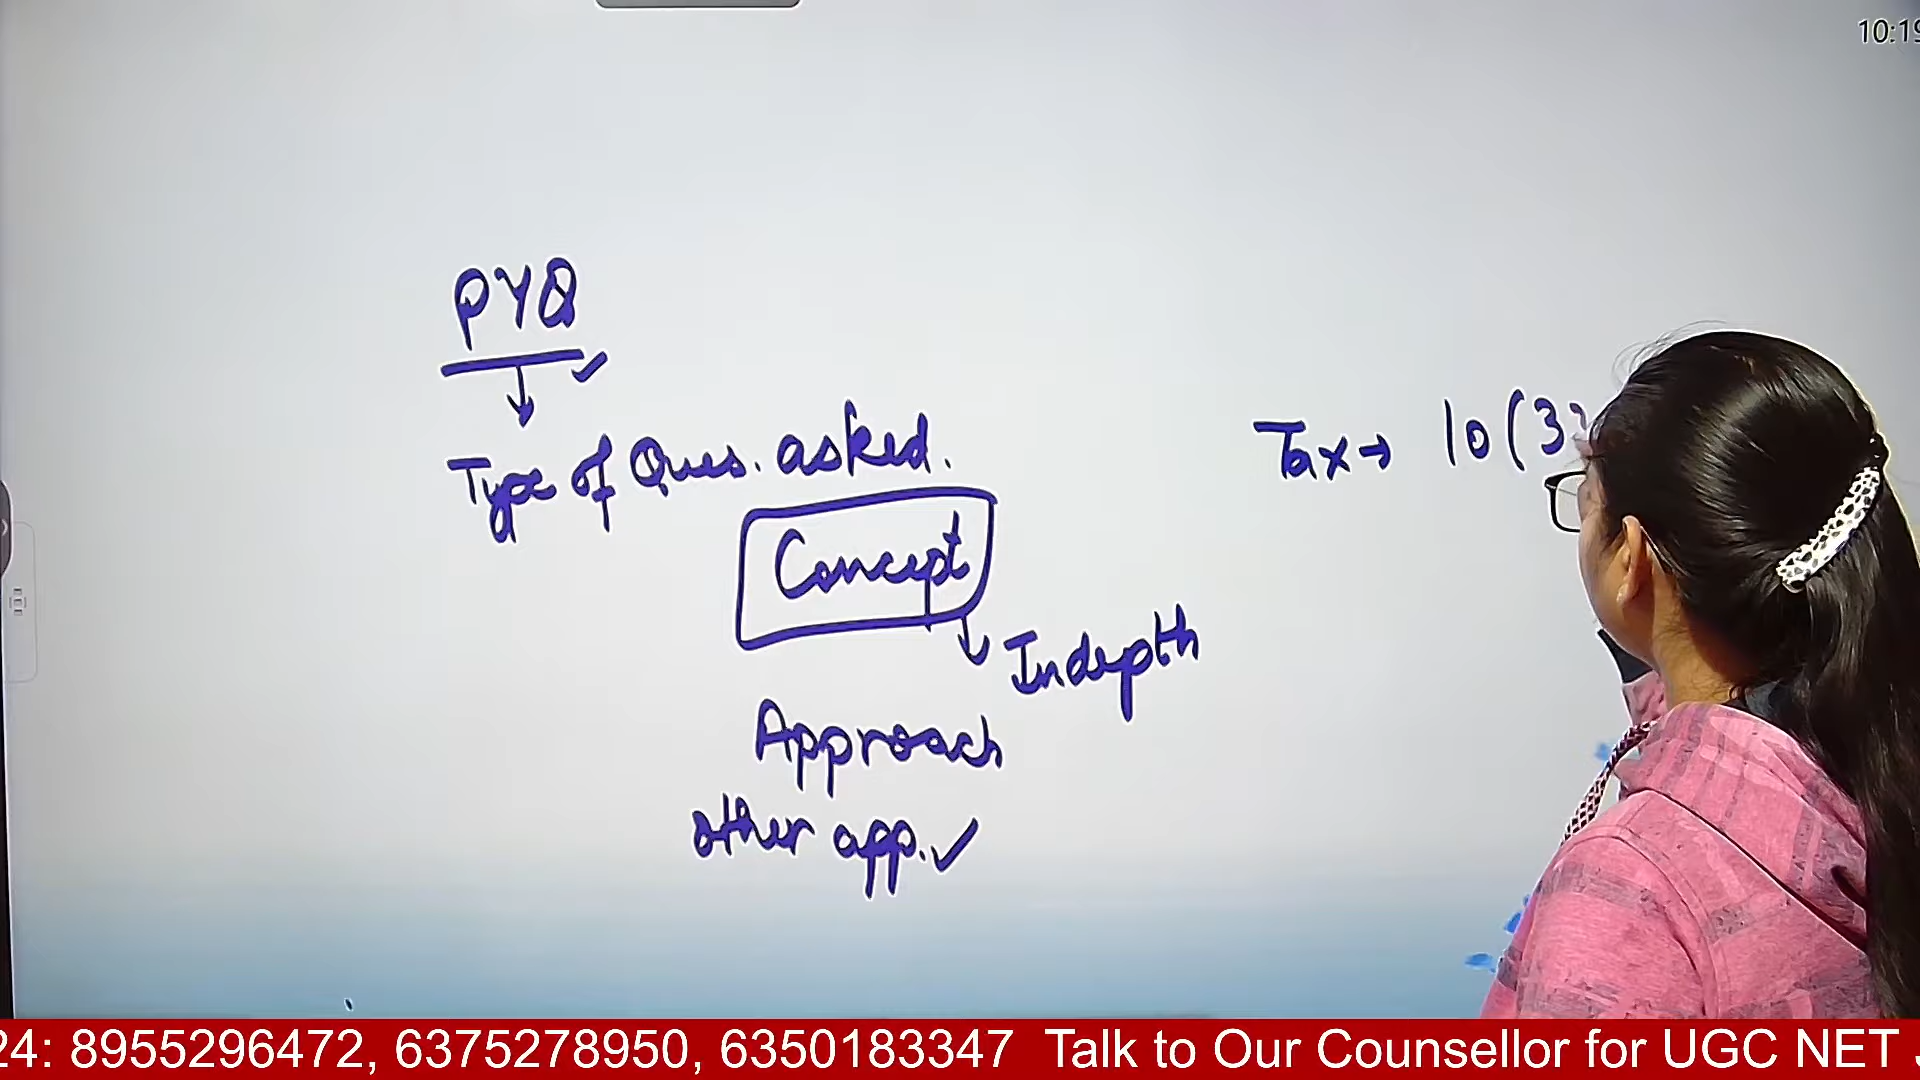 10:19
PYQ
Type of Ques. asked.
Tax → 10(3
Concept
Indepth
Approach
other app. ✓
24: 8955296472, 6375278950, 6350183347 Talk to Our Counsellor for UGC NET J